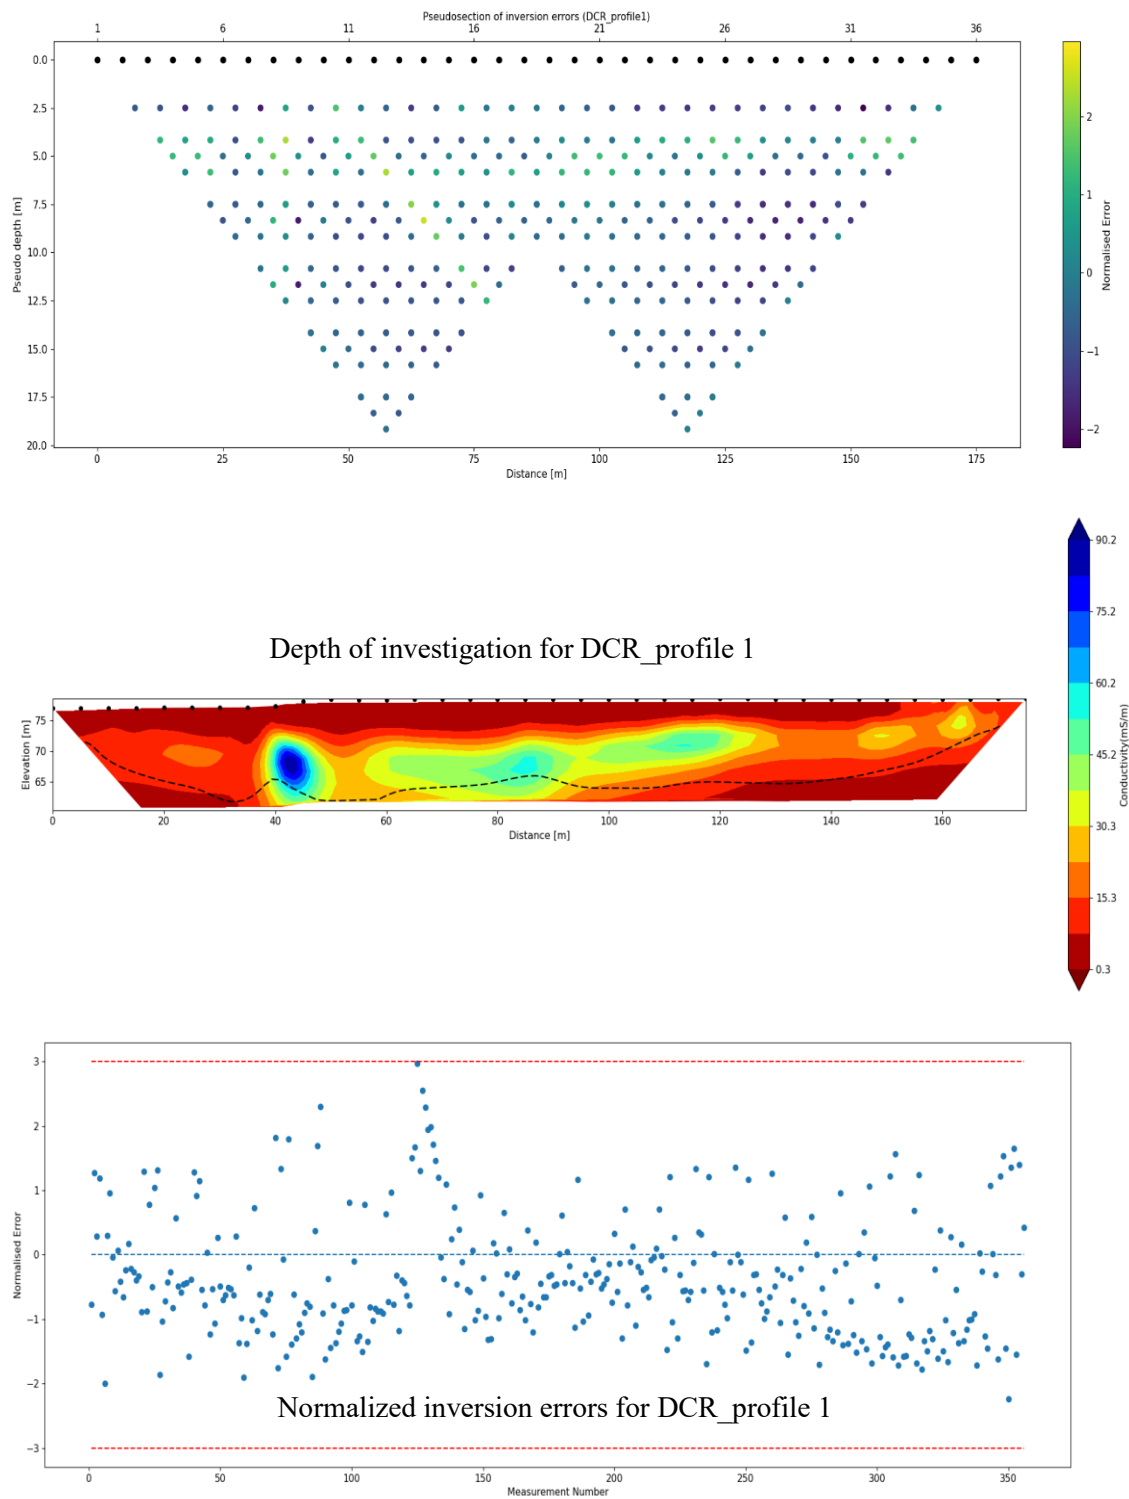 Pseudosection of inversion errors (DCR_profile1)
1 6 11 16 21 26 31 36
0.0
2.5
5.0
7.5
10.0
12.5
15.0
17.5
20.0
Pseudo depth [m]
0 25 50 75 100 125 150 175
Distance [m]
2
1
0
−1
−2
Normalised Error
Depth of investigation for DCR_profile 1
75
70
65
Elevation [m]
0 20 40 60 80 100 120 140 160
Distance [m]
90.2
75.2
60.2
45.2
30.3
15.3
0.3
Conductivity(mS/m)
3
2
1
0
−1
−2
−3
Normalised Error
Normalized inversion errors for DCR_profile 1
0 50 100 150 200 250 300 350
Measurement Number